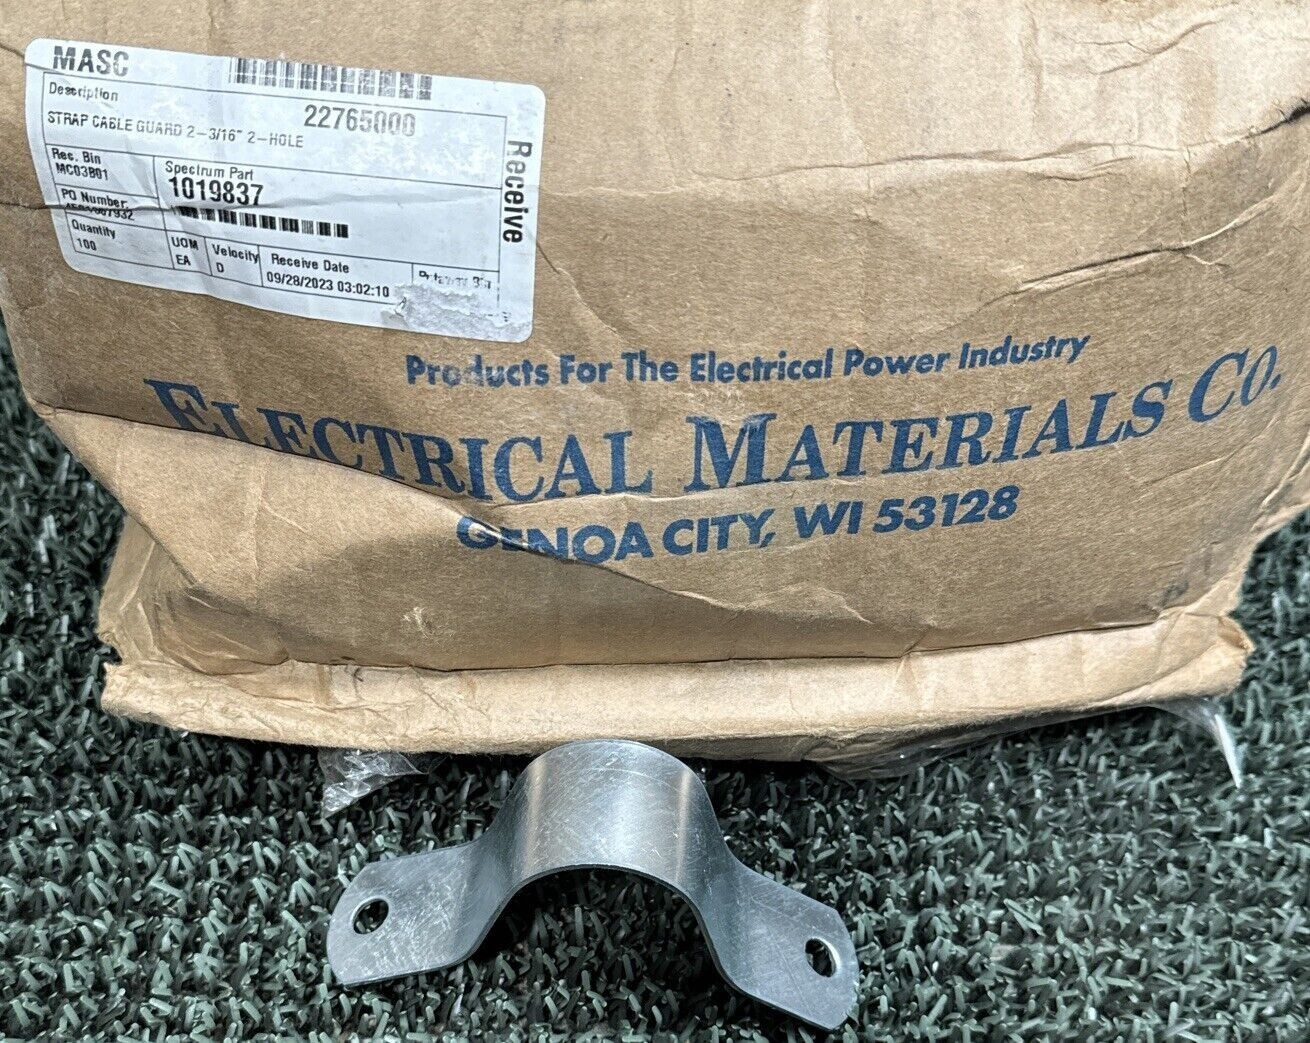 MASC
Description
22765000
STRAP CABLE GUARD 2-3/16" 2-HOLE
Rec. Bin
MC03B01
Spectrum Part
1019837
PO Number:
Quantity
100
UOM
EA
Velocity
D
Receive Date
09/28/2023 03:02:10
Receive
Products For The Electrical Power Industry
ELECTRICAL MATERIALS CO.
GENOA CITY, WI 53128